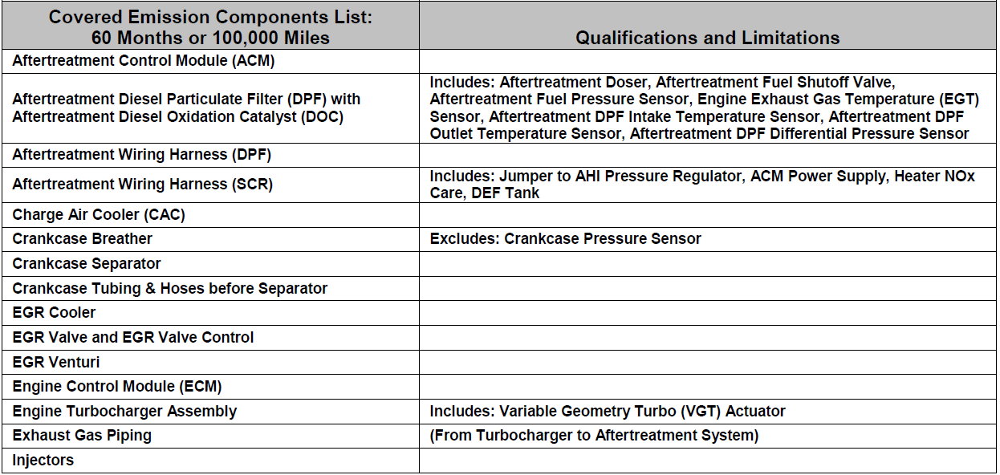 Covered Emission Components List:
60 Months or 100,000 Miles
Qualifications and Limitations
Aftertreatment Control Module (ACM)
Aftertreatment Diesel Particulate Filter (DPF) with
Aftertreatment Diesel Oxidation Catalyst (DOC)
Includes: Aftertreatment Doser, Aftertreatment Fuel Shutoff Valve,
Aftertreatment Fuel Pressure Sensor, Engine Exhaust Gas Temperature (EGT)
Sensor, Aftertreatment DPF Intake Temperature Sensor, Aftertreatment DPF
Outlet Temperature Sensor, Aftertreatment DPF Differential Pressure Sensor
Aftertreatment Wiring Harness (DPF)
Aftertreatment Wiring Harness (SCR)
Includes: Jumper to AHI Pressure Regulator, ACM Power Supply, Heater NOx
Care, DEF Tank
Charge Air Cooler (CAC)
Crankcase Breather
Excludes: Crankcase Pressure Sensor
Crankcase Separator
Crankcase Tubing & Hoses before Separator
EGR Cooler
EGR Valve and EGR Valve Control
EGR Venturi
Engine Control Module (ECM)
Engine Turbocharger Assembly
Includes: Variable Geometry Turbo (VGT) Actuator
Exhaust Gas Piping
(From Turbocharger to Aftertreatment System)
Injectors